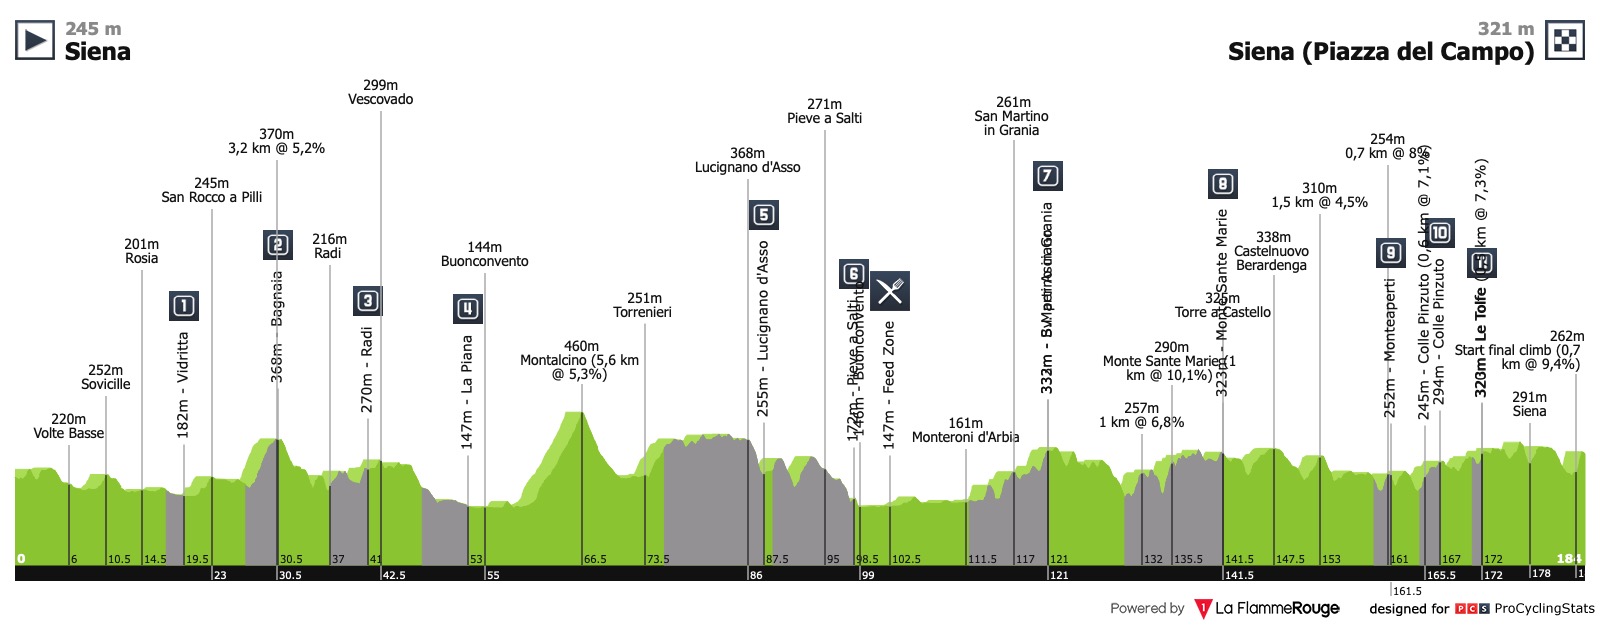 245 m
Siena
321 m
Siena (Piazza del Campo)
220m
Volte Basse
252m
Sovicille
201m
Rosia
1
182m - Vidritta
245m
San Rocco a Pilli
370m
3,2 km @ 5,2%
2
368m - Bagnaia
216m
Radi
3
270m - Radi
299m
Vescovado
4
147m - La Piana
144m
Buonconvento
460m
Montalcino (5,6 km
@ 5,3%)
251m
Torrenieri
368m
Lucignano d'Asso
5
255m - Lucignano d'Asso
271m
Pieve a Salti
6
172m - Pieve a Salti
146m - Buonconvento
147m - Feed Zone
161m
Monteroni d'Arbia
261m
San Martino
in Grania
7
257m
1 km @ 6,8%
290m
Monte Sante Marie (1
km @ 10,1%)
8
323m - Monte Sante Marie
325m
Torre a Castello
338m
Castelnuovo
Berardenga
310m
1,5 km @ 4,5%
254m
0,7 km @ 8%
9
252m - Monteaperti
245m - Colle Pinzuto (0,6 km @ 7,1%)
10
294m - Colle Pinzuto
Le Tolfe
km @ 7,3%)
291m
Siena
262m
Start final climb (0,7
km @ 9,4%)
0
6
10.5
14.5
19.5
30.5
37
41
53
66.5
73.5
87.5
95
98.5
102.5
111.5
117
121
132
135.5
141.5
147.5
153
161
167
172
184
23
30.5
42.5
55
86
99
121
141.5
165.5
172
178
1
161.5
Powered by
La FlammeRouge
designed for
PCS
ProCyclingStats